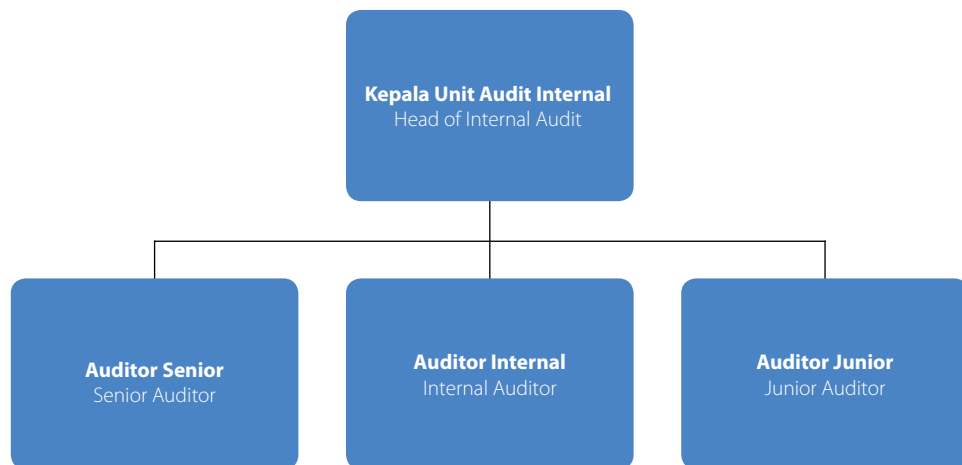 Kepala Unit Audit Internal
Head of Internal Audit
Auditor Senior
Senior Auditor
Auditor Internal
Internal Auditor
Auditor Junior
Junior Auditor